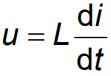 u = L di/dt